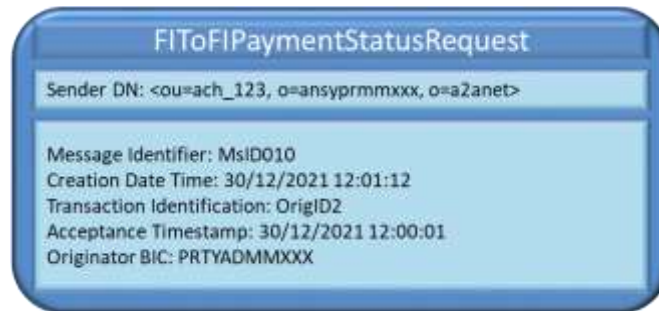 FIToFIPaymentStatusRequest
Sender DN: <ou=ach_123, o=ansyprmmxxx, o=a2anet>
Message Identifier: MsID010
Creation Date Time: 30/12/2021 12:01:12
Transaction Identification: OrigID2
Acceptance Timestamp: 30/12/2021 12:00:01
Originator BIC: PRTYADMMXXX